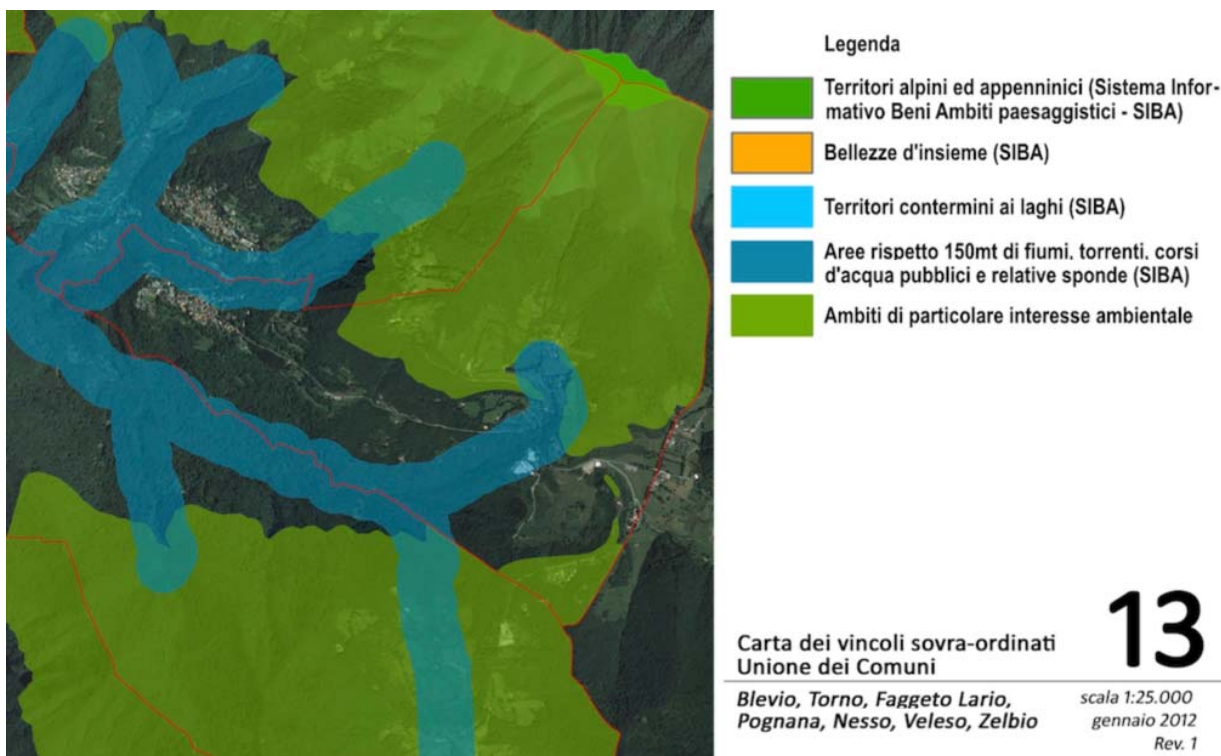 Legenda
Territori alpini ed appenninici (Sistema Infor-
mativo Beni Ambiti paesaggistici - SIBA)
Bellezze d'insieme (SIBA)
Territori contermini ai laghi (SIBA)
Aree rispetto 150mt di fiumi, torrenti, corsi
d'acqua pubblici e relative sponde (SIBA)
Ambiti di particolare interesse ambientale
13
Carta dei vincoli sovra-ordinati
Unione dei Comuni
Blevio, Torno, Faggeto Lario,
Pognana, Nesso, Veleso, Zelbio
scala 1:25.000
gennaio 2012
Rev. 1